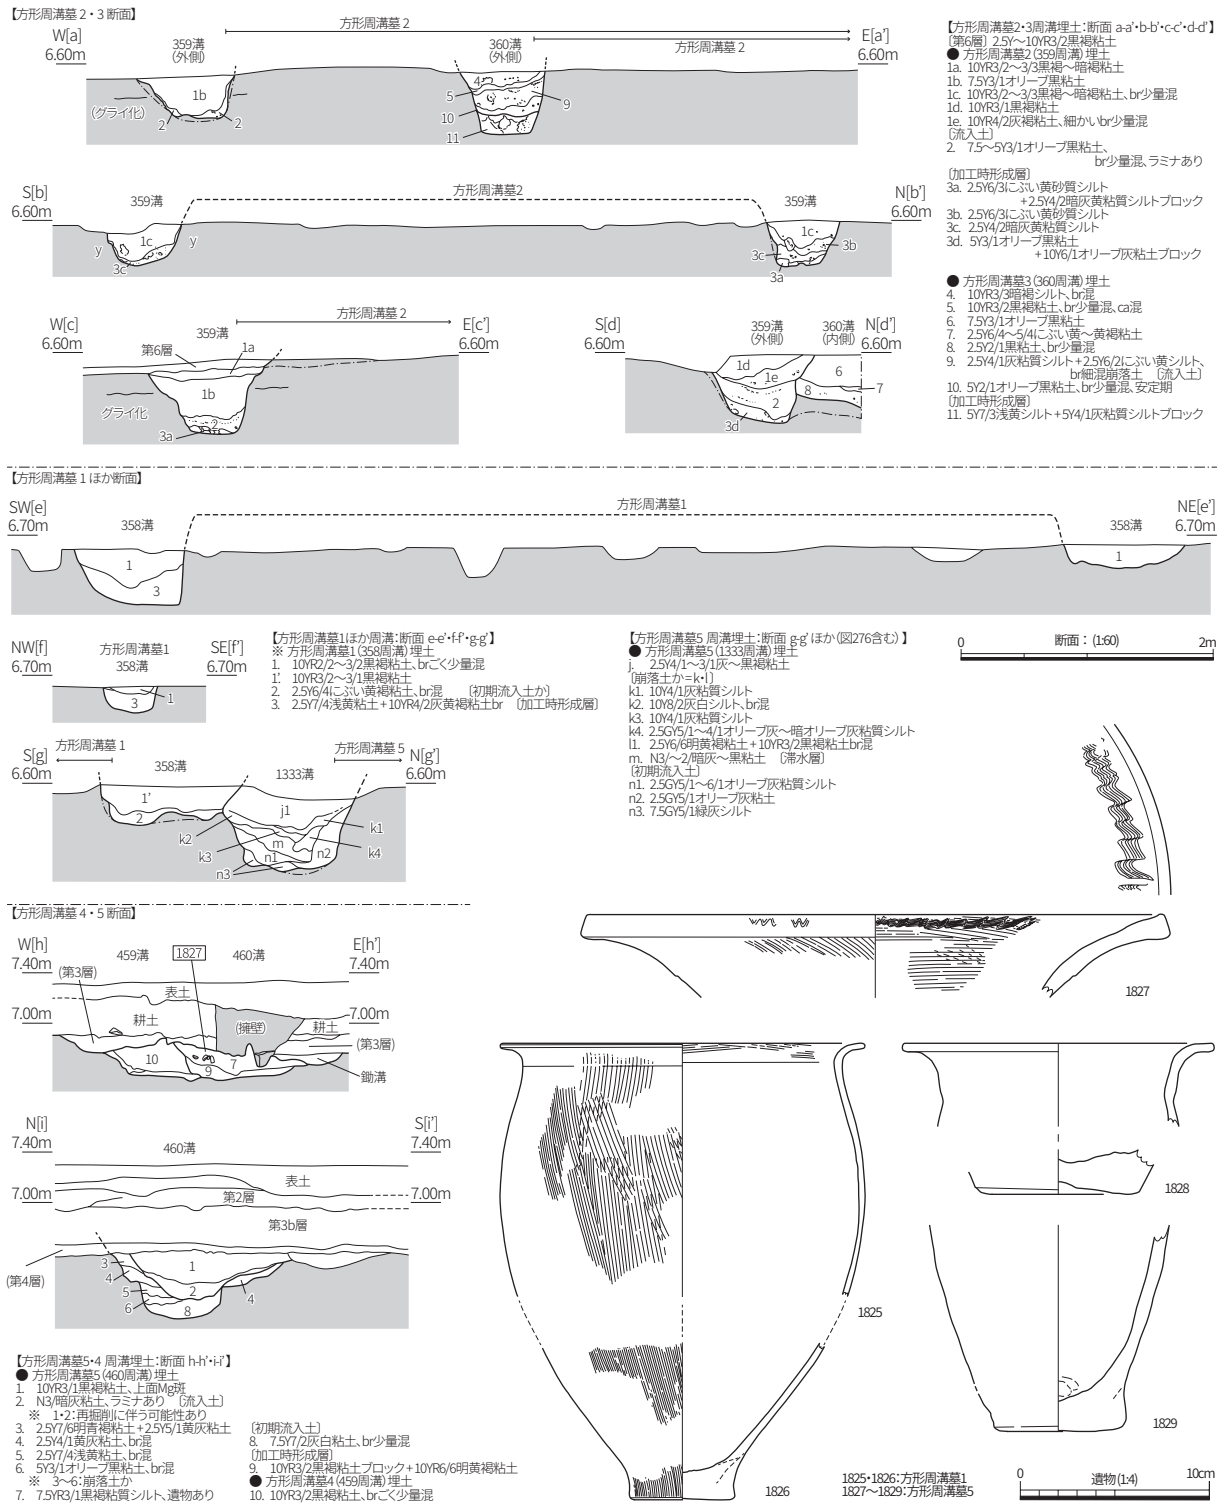 【方形周溝墓 2・3 断面】
W[a]
6.60m
方形周溝墓 2
359溝
(外側)
360溝
(外側)
方形周溝墓 2
E[a']
6.60m
(グライ化)
1b
2
2
4
5
10
11
9
S[b]
6.60m
359溝
方形周溝墓2
359溝
N[b']
6.60m
y
1c
y
3c
1c
3b
3c
3a
W[c]
6.60m
359溝
方形周溝墓 2
E[c']
6.60m
第6層
1a
1b
グライ化
2
3a
S[d]
6.60m
359溝
(外側)
360溝
(内側)
N[d']
6.60m
1d
1e
2
3d
6
8
7
【方形周溝墓2・3周溝埋土:断面 a-a'・b-b'・c-c'・d-d'】
〔第6層〕2.5Y～10YR3/2黒褐粘土
● 方形周溝墓2(359周溝)埋土
1a. 10YR3/2～3/3黒褐～暗褐粘土
1b. 7.5Y3/1オリーブ黒粘土
1c. 10YR3/2～3/3黒褐～暗褐粘土、br少量混
1d. 10YR3/1黒褐粘土
1e. 10YR4/2灰褐粘土、細かいbr少量混
〔流入土〕
2. 7.5～5Y3/1オリーブ黒粘土、
br少量混、ラミナあり
〔加工時形成層〕
3a. 2.5Y6/3にぶい黄砂質シルト
+2.5Y4/2暗灰黄粘質シルトブロック
3b. 2.5Y6/3にぶい黄砂質シルト
3c. 2.5Y4/2暗灰黄粘質シルト
3d. 5Y3/1オリーブ黒粘土
+10Y6/1オリーブ灰粘土ブロック
● 方形周溝墓3(360周溝)埋土
4. 10YR3/3暗褐シルト、br混
5. 10YR3/2黒褐粘土、br少量混、ca混
6. 7.5Y3/1オリーブ黒粘土
7. 2.5Y6/4～5/4にぶい黄～黄褐粘土
8. 2.5Y2/1黒粘土、br少量混
9. 2.5Y4/1灰粘質シルト+2.5Y6/2にぶい黄シルト、
br細混崩落土 〔流入土〕
10. 5Y2/1オリーブ黒粘土、br少量混、安定期
〔加工時形成層〕
11. 5Y7/3浅黄シルト+5Y4/1灰粘質シルトブロック
【方形周溝墓 1 ほか断面】
SW[e]
6.70m
358溝
方形周溝墓1
358溝
NE[e']
6.70m
1
3
1
NW[f]
6.70m
方形周溝墓1
358溝
SE[f']
6.70m
1
3
【方形周溝墓1ほか周溝:断面 e-e'・f-f'・g-g'】
※ 方形周溝墓1(358周溝)埋土
1. 10YR2/2～3/2黒褐粘土、brごく少量混
1'. 10YR3/2～3/1黒褐粘土
2. 2.5Y6/4にぶい黄褐粘土、br混 〔初期流入土か〕
3. 2.5Y7/4浅黄粘土+10YR4/2灰黄褐粘土br 〔加工時形成層〕
【方形周溝墓5 周溝埋土:断面 g-g' ほか(図276含む)】
● 方形周溝墓5(1333周溝)埋土
j. 2.5Y4/1～3/1灰～黒褐粘土
〔崩落土か=k・l〕
k1. 10Y4/1灰粘質シルト
k2. 10Y8/2灰白シルト、br混
k3. 10Y4/1灰粘質シルト
k4. 2.5GY5/1～4/1オリーブ灰～暗オリーブ灰粘質シルト
l1. 2.5Y6/6明黄褐粘土+10YR3/2黒褐粘土br混
m. N3/～2/暗灰～黒粘土 〔滞水層〕
〔初期流入土〕
n1. 2.5GY5/1～6/1オリーブ灰粘質シルト
n2. 2.5GY5/1オリーブ灰粘土
n3. 7.5GY5/1緑灰シルト
0 断面：(1:60) 2m
S[g]
6.60m
方形周溝墓 1
358溝
1333溝
方形周溝墓 5
N[g']
6.60m
1'
2
j1
k1
k2
k3
k4
m
n1
n2
n3
【方形周溝墓 4・5 断面】
W[h]
7.40m
459溝
1827
460溝
E[h']
7.40m
(第3層)
表土
7.00m
耕土
(擁壁)
耕土
7.00m
(第3層)
10
9
7
鋤溝
N[i]
7.40m
460溝
S[i']
7.40m
表土
7.00m
第2層
7.00m
第3b層
(第4層)
3
4
5
6
1
2
8
4
【方形周溝墓5・4 周溝埋土:断面 h-h'・i-i'】
● 方形周溝墓5(460周溝)埋土
1. 10YR3/1黒褐粘土、上面Mg斑
2. N3/暗灰粘土、ラミナあり 〔流入土〕
※ 1・2:再掘削に伴う可能性あり
3. 2.5Y7/6明青褐粘土+2.5Y5/1黄灰粘土
4. 2.5Y4/1黄灰粘土、br混
5. 2.5Y7/4浅黄粘土、br混
6. 5Y3/1オリーブ黒粘土、br混
※ 3～6:崩落土か
7. 7.5YR3/1黒褐粘質シルト、遺物あり
〔初期流入土〕
8. 7.5Y7/2灰白粘土、br少量混
〔加工時形成層〕
9. 10YR3/2黒褐粘土ブロック+10YR6/6明黄褐粘土
● 方形周溝墓4(459周溝)埋土
10. 10YR3/2黒褐粘土、brごく少量混
1827
1825
1828
1829
1826
1825・1826:方形周溝墓1
1827～1829:方形周溝墓5
0 遺物(1:4) 10cm